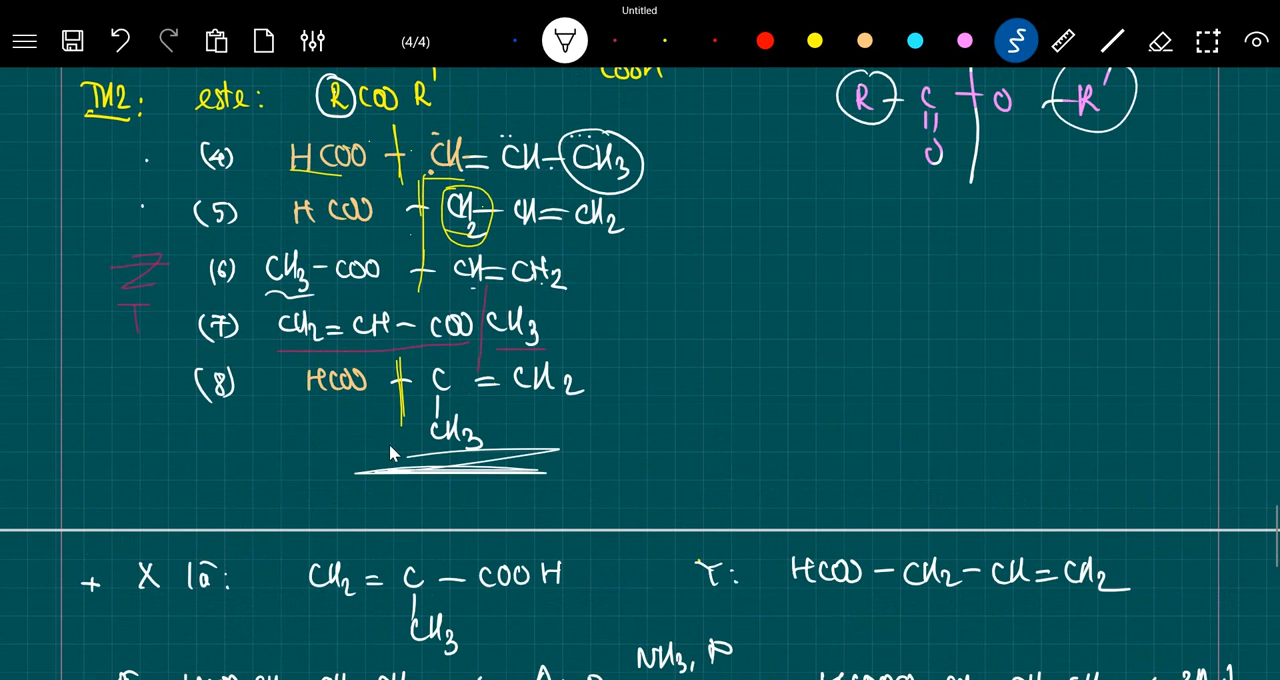 Untitled
(4/4)
COOH
TH2: este: RCOO R'
R - C - O - R'
|| 
O
(4) HCOO - CH = CH - CH3
(5) HCOO - CH2 - CH = CH2
(6) CH3 - COO - CH = CH2
(7) CH2 = CH - COO CH3
(8) HCOO - C = CH2
|
CH3
+ X là: CH2 = C - COOH Y: HCOO - CH2 - CH = CH2
|
CH3
NH3,